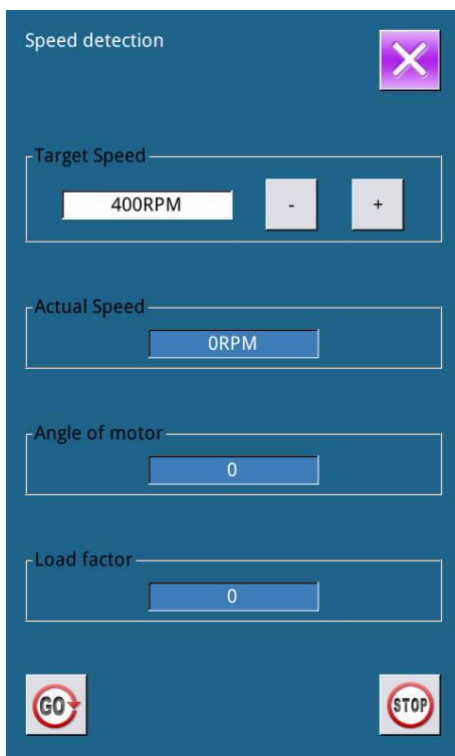 Speed detection
Target Speed
400RPM
-
+
Actual Speed
0RPM
Angle of motor
0
Load factor
0
GO
STOP